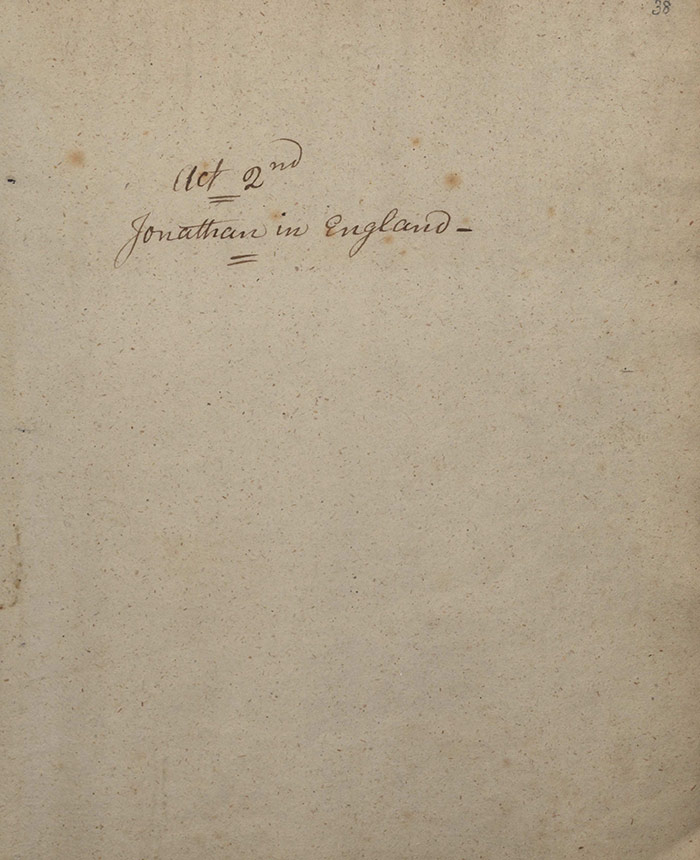 38
Act 2nd
Jonathan in England -